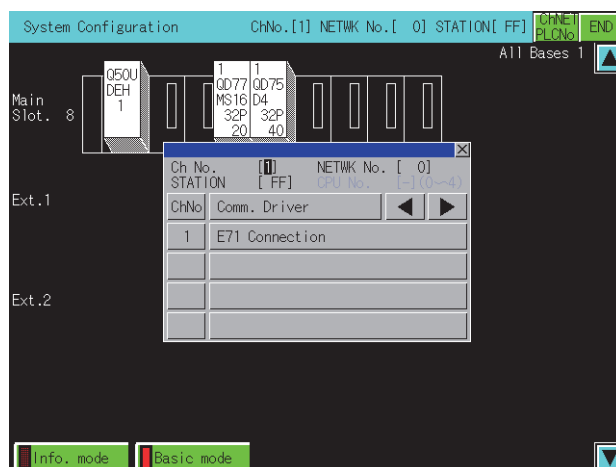 System Configuration ChNo.[1] NETWK No.[ 0] STATION[ FF] ChNET PLCNo END
All Bases 1
Main Slot. 8
Q50U DEH 1
1 QD77 MS16 32P 20
1 QD75 D4 32P 40
Ch No. [1] NETWK No. [ 0]
STATION [ FF] CPU No. [-](0~4)
ChNo Comm. Driver
1 E71 Connection
Ext.1
Ext.2
Info. mode Basic mode